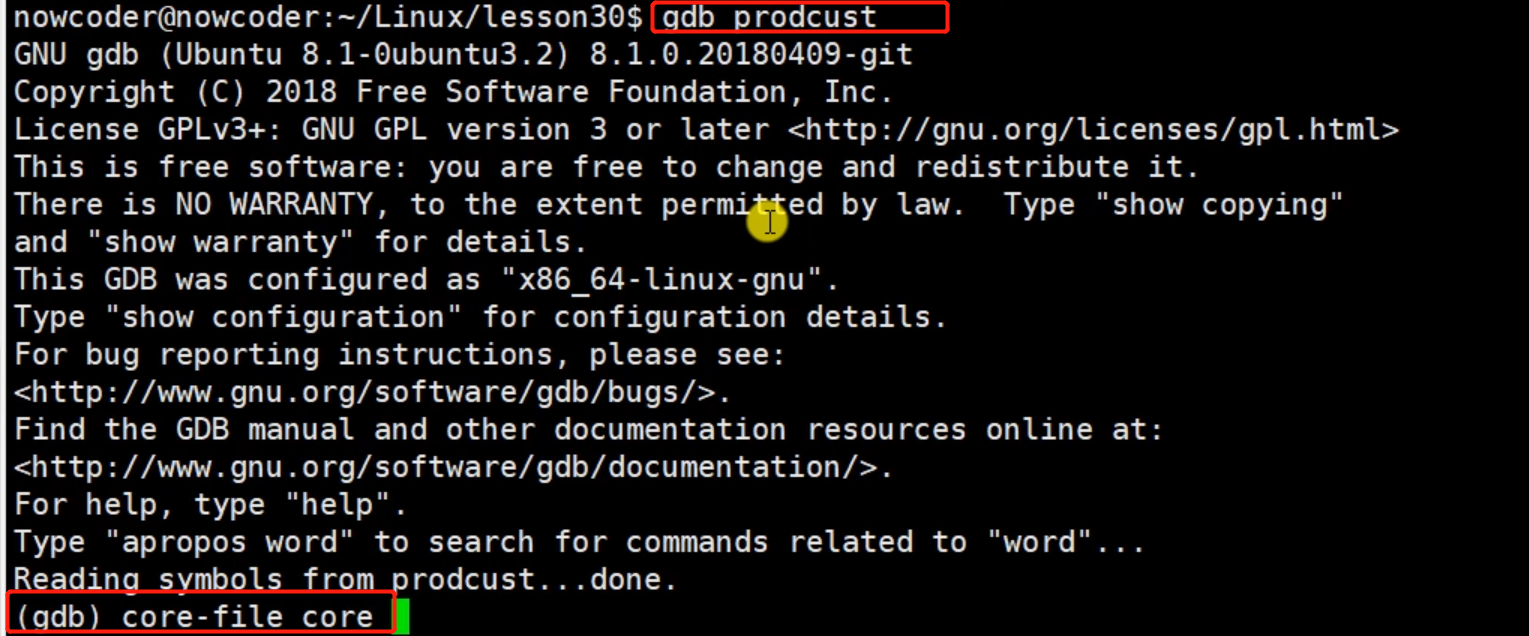 nowcoder@nowcoder:~/Linux/lesson30$ gdb prodcust
GNU gdb (Ubuntu 8.1-0ubuntu3.2) 8.1.0.20180409-git
Copyright (C) 2018 Free Software Foundation, Inc.
License GPLv3+: GNU GPL version 3 or later <http://gnu.org/licenses/gpl.html>
This is free software: you are free to change and redistribute it.
There is NO WARRANTY, to the extent permitted by law.  Type "show copying"
and "show warranty" for details.
This GDB was configured as "x86_64-linux-gnu".
Type "show configuration" for configuration details.
For bug reporting instructions, please see:
<http://www.gnu.org/software/gdb/bugs/>.
Find the GDB manual and other documentation resources online at:
<http://www.gnu.org/software/gdb/documentation/>.
For help, type "help".
Type "apropos word" to search for commands related to "word"...
Reading symbols from prodcust...done.
(gdb) core-file core